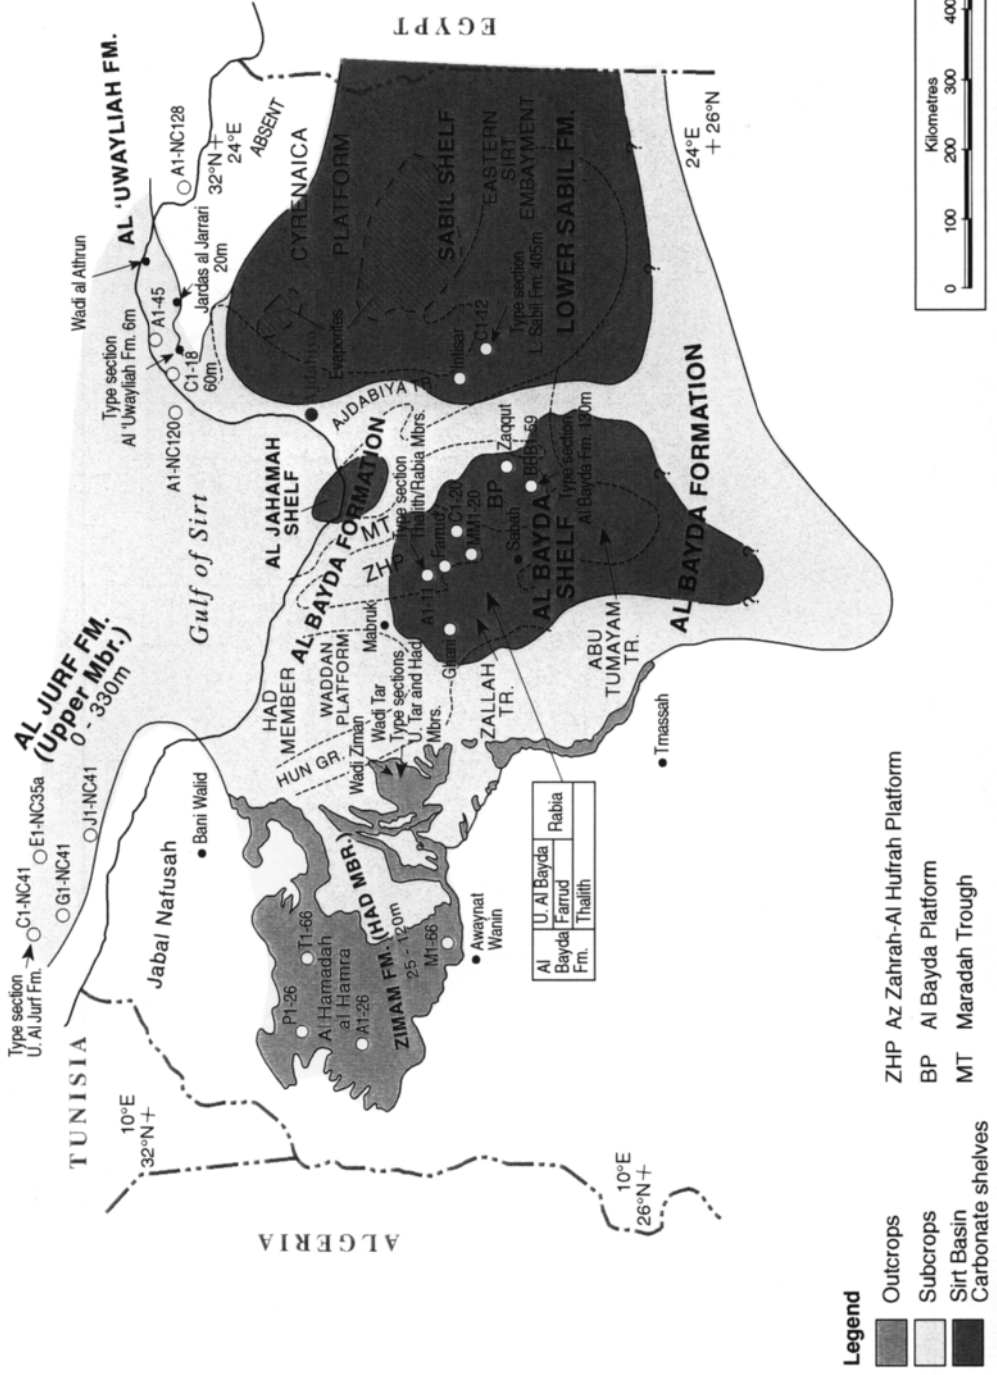 TUNISIA
ALGERIA
EGYPT
10°E
32°N+
10°E
26°N+
32°N+
24°E
24°E
+ 26°N
Type section
U. Al Jurf Fm.
C1-NC41
E1-NC35a
G1-NC41
J1-NC41
AL JURF FM.
(Upper Mbr.)
0 - 330m
Jabal Nafusah
Bani Walid
Gulf of Sirt
Wadi al Athrun
AL 'UWAYLIAH FM.
Type section
Al 'Uwayliah Fm. 6m
A1-45
C1-18
60m
A1-NC120
Jardas al Jarrari
20m
A1-NC128
ABSENT
P1-26
T1-66
Al Hamadah
al Hamra
A1-26
M1-66
ZIMAM FM. (HAD MBR.)
25 - 120m
Awaynat
Wanin
HUN GR.
Wadi Ziman
Wadi Tar
Type sections
U. Tar and Had
Mbrs.
HAD
MEMBER
WADDAN
PLATFORM
Mabruk
AL BAYDA FORMATION
AL JAHAMAH
SHELF
ZHP
MT
AJDABIYA TR.
Type section
Thalith/Rabia Mbrs.
A1-11
Farrud
C1-20
MM1-20
Ghani
Sabah
BP
Zaqqut
Type section
Al Bayda Fm. 130m
AL BAYDA
SHELF
ZALLAH
TR.
ABU
TUMAYAM
TR.
AL BAYDA FORMATION
Tmassah
CYRENAICA
PLATFORM
Evaporites
SABIL SHELF
EASTERN
SIRT
EMBAYMENT
Intisar
C1-12
Type section
L. Sabil Fm. 405m
LOWER SABIL FM.
?
?
?
?
?
Al
Bayda
Fm.
U. Al Bayda
Farrud
Thalith
Rabia
Kilometres
0 100 200 300 400
Legend
Outcrops
Subcrops
Sirt Basin
Carbonate shelves
ZHP Az Zahrah-Al Hufrah Platform
BP Al Bayda Platform
MT Maradah Trough